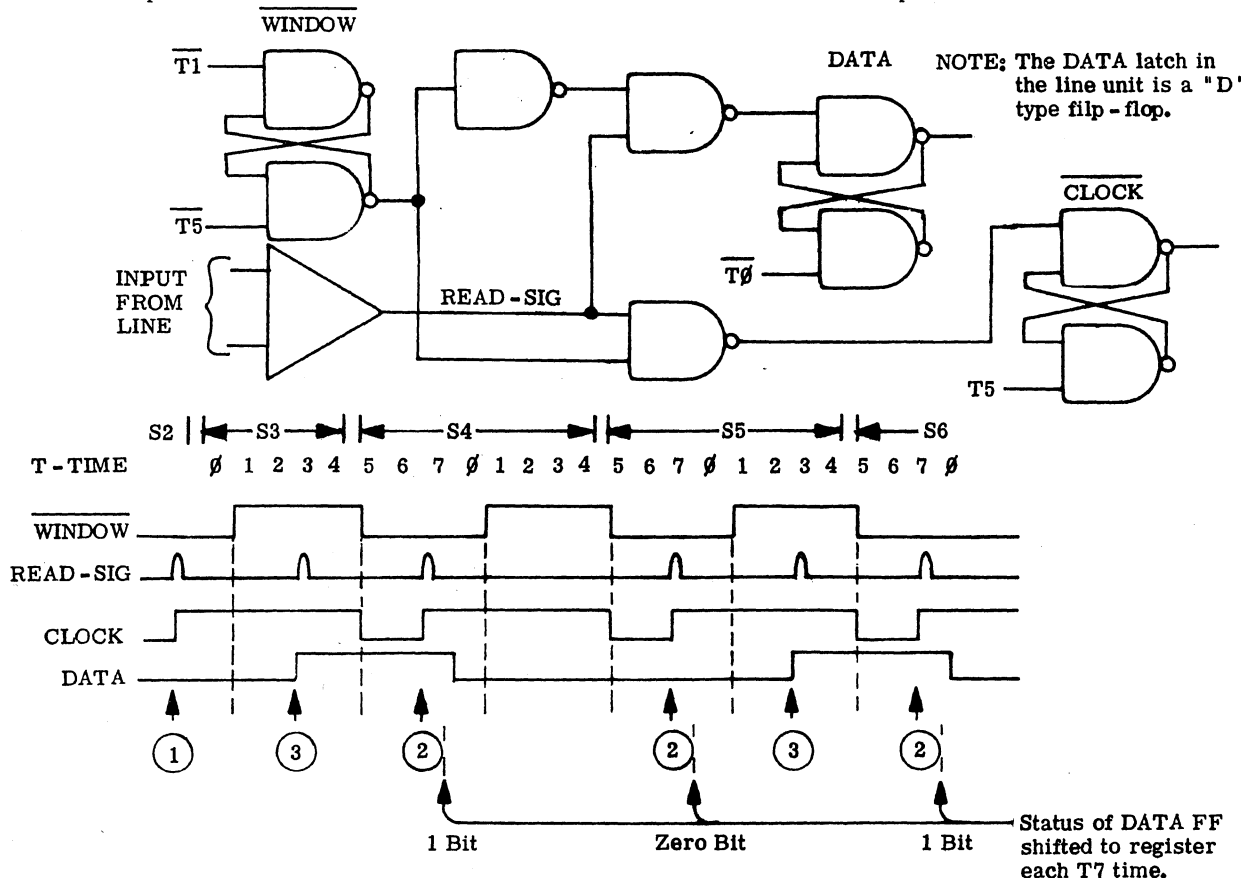 WINDOW
T1
T5
INPUT
FROM
LINE
READ-SIG
DATA
NOTE: The DATA latch in
the line unit is a "D"
type filp-flop.
TØ
CLOCK
T5
S2 S3 S4 S5 S6
T-TIME Ø 1 2 3 4 5 6 7 Ø 1 2 3 4 5 6 7 Ø 1 2 3 4 5 6 7 Ø
WINDOW
READ-SIG
CLOCK
DATA
1 3 2 2 3 2
1 Bit Zero Bit 1 Bit
Status of DATA FF
shifted to register
each T7 time.